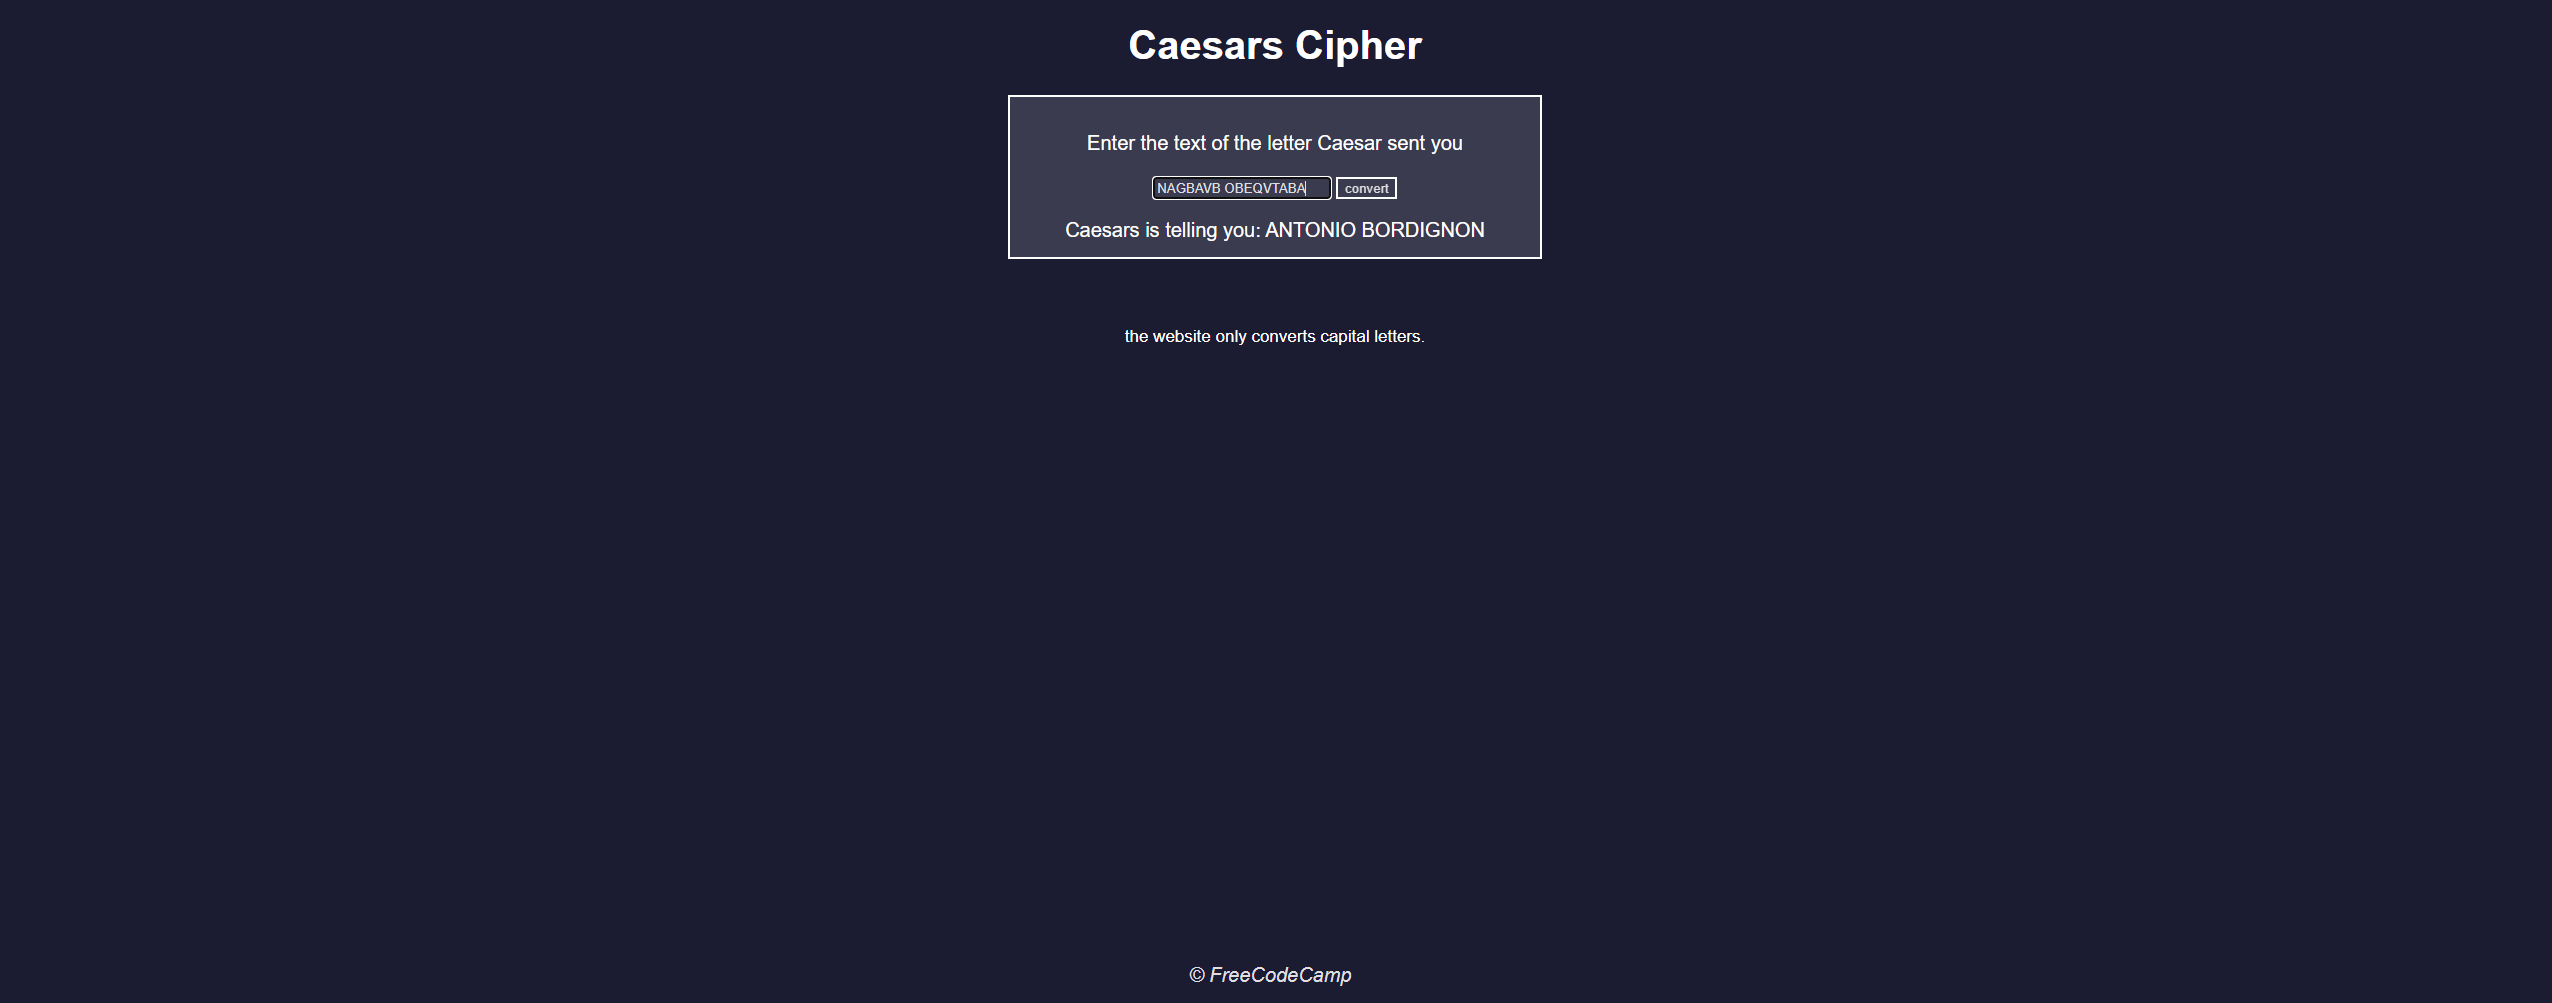 Caesars Cipher
Enter the text of the letter Caesar sent you
NAGBAVB OBEQVTABA convert
Caesars is telling you: ANTONIO BORDIGNON
the website only converts capital letters.
© FreeCodeCamp